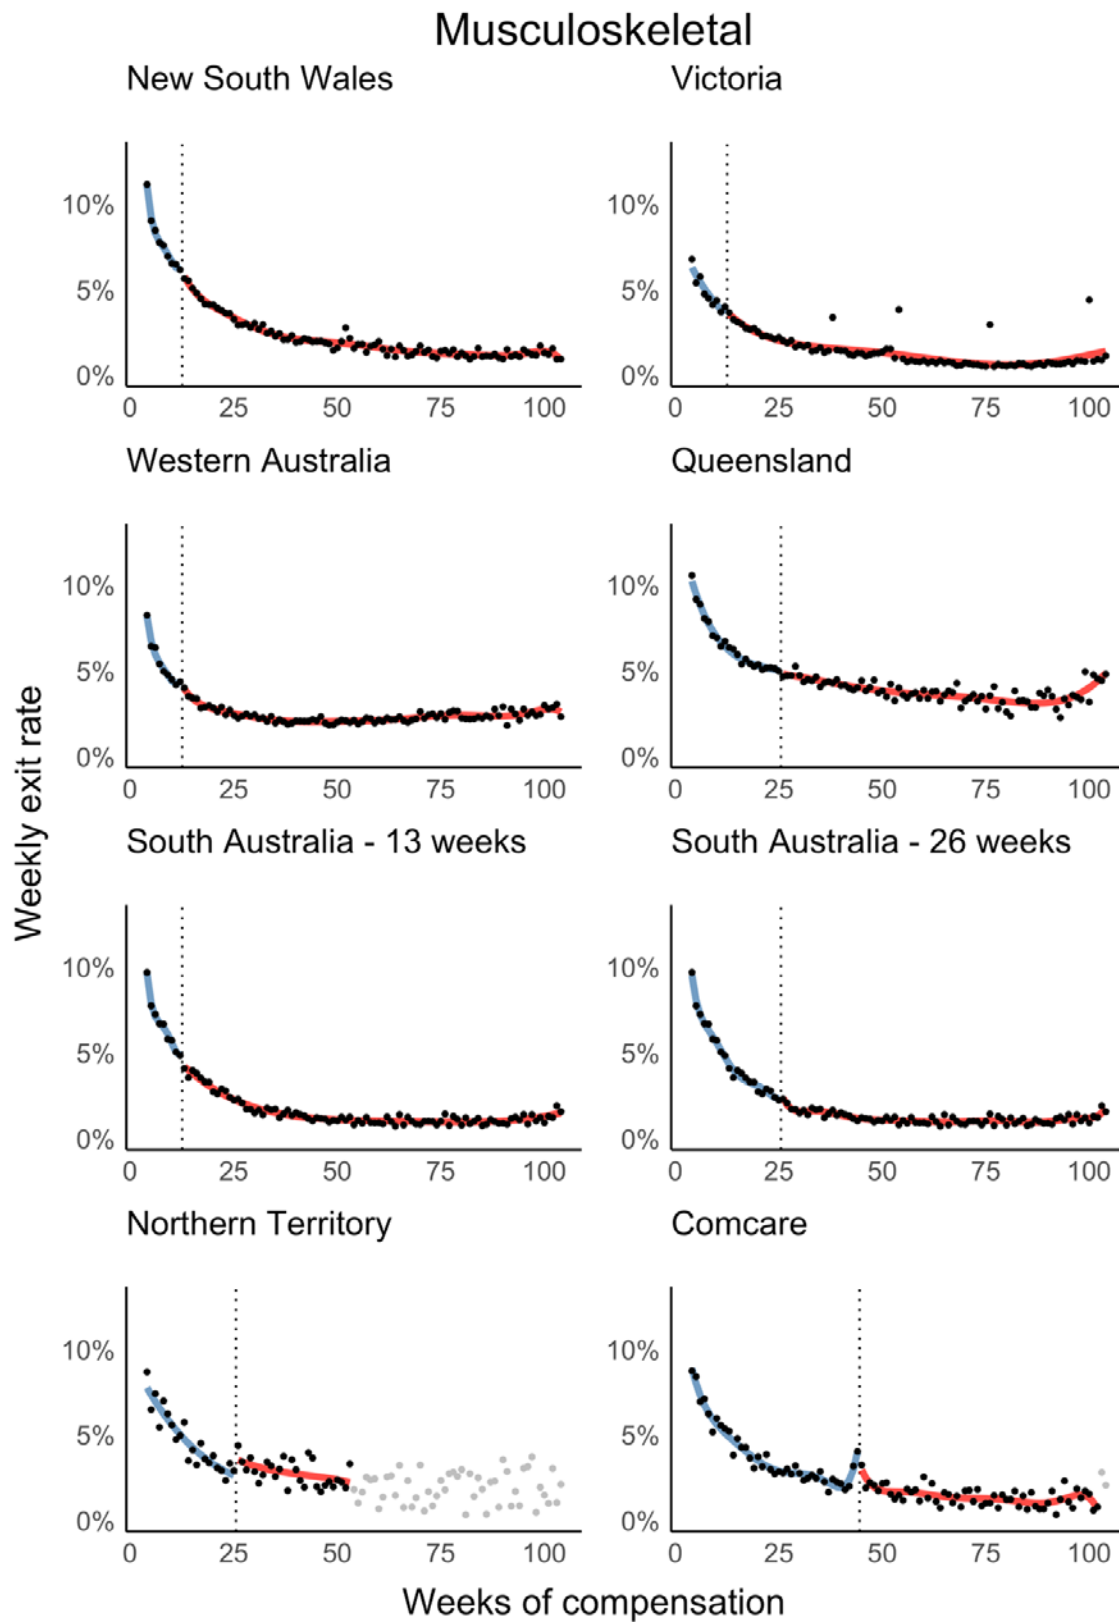 Musculoskeletal
New South Wales
Victoria
10%
5%
0%
0 25 50 75 100
10%
5%
0%
0 25 50 75 100
Western Australia
Queensland
10%
5%
0%
0 25 50 75 100
10%
5%
0%
0 25 50 75 100
Weekly exit rate
South Australia - 13 weeks
South Australia - 26 weeks
10%
5%
0%
0 25 50 75 100
10%
5%
0%
0 25 50 75 100
Northern Territory
Comcare
10%
5%
0%
0 25 50 75 100
10%
5%
0%
0 25 50 75 100
Weeks of compensation